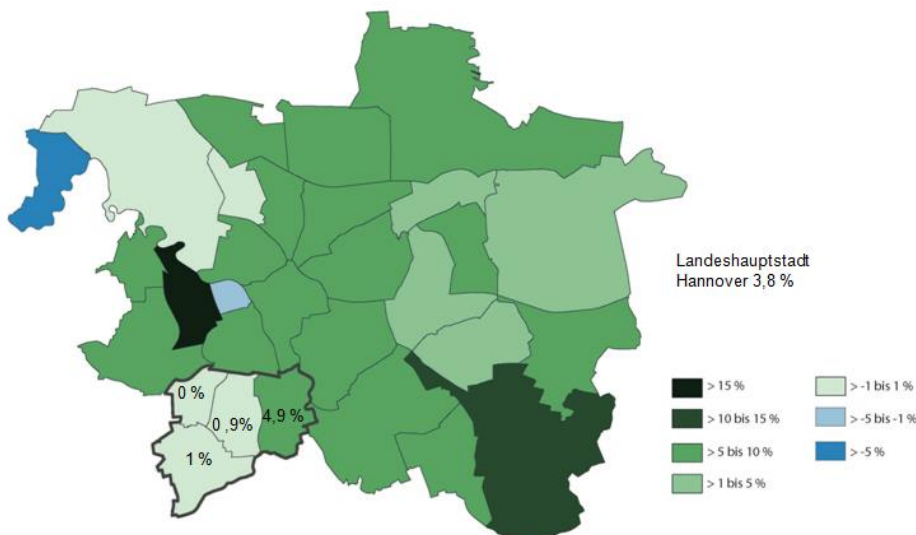 Landeshauptstadt
Hannover 3,8 %
0 %
0 ,9%
4,9 %
1 %
> 15 %
> 10 bis 15 %
> 5 bis 10 %
> 1 bis 5 %
> -1 bis 1 %
> -5 bis -1 %
> -5 %